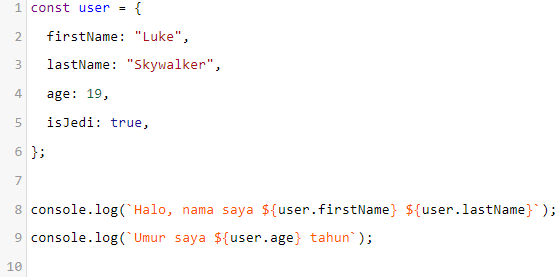 1 const user = {
2   firstName: "Luke",
3   lastName: "Skywalker",
4   age: 19,
5   isJedi: true,
6 };
7
8 console.log(`Halo, nama saya ${user.firstName} ${user.lastName}`);
9 console.log(`Umur saya ${user.age} tahun`);
10